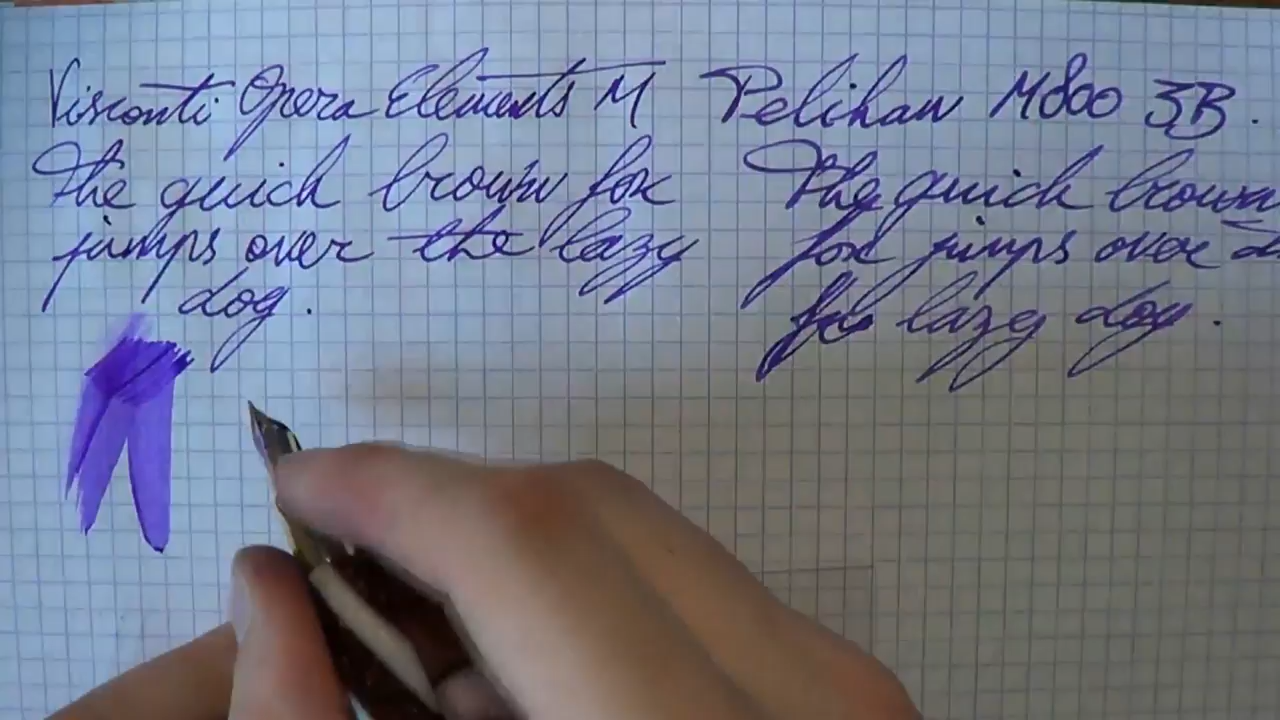 Visconti Opera Elements M
The quick brown fox
jumps over the lazy
dog.
Pelikan M800 3B.
The quick brown
fox jumps over
lazy dog.